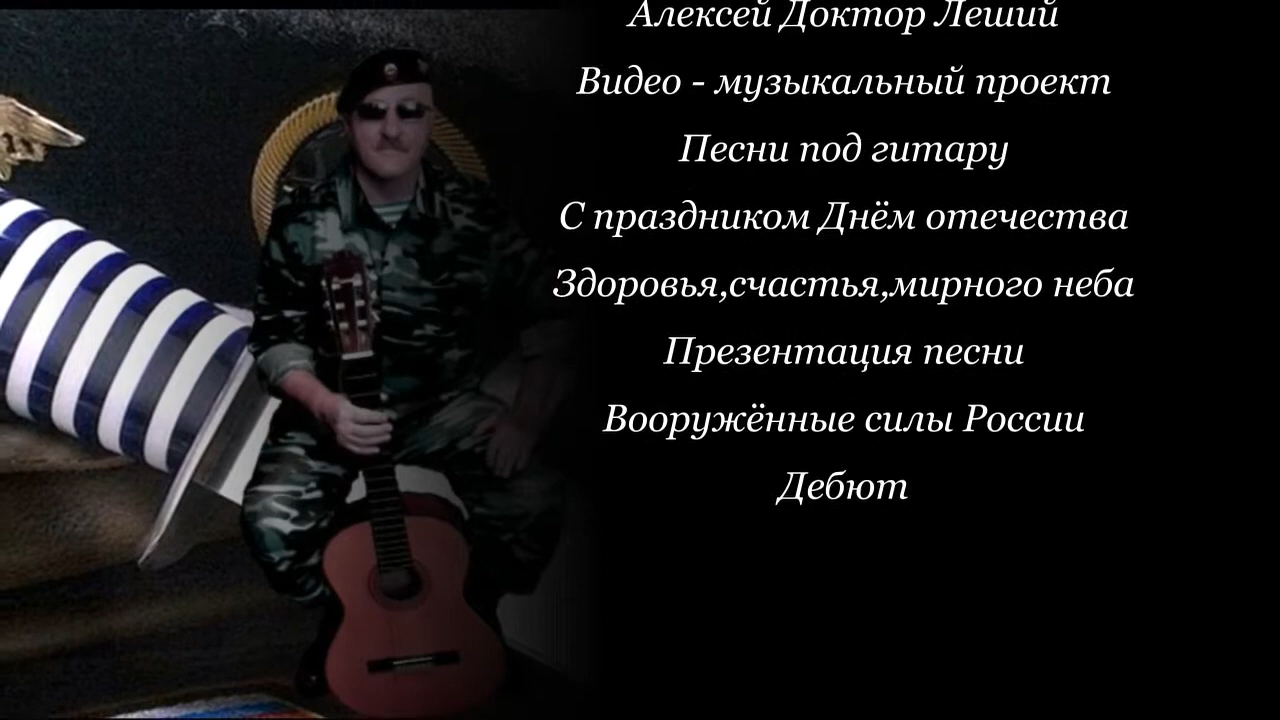 Алексей Доктор Леший
Видео - музыкальный проект
Песни под гитару
С праздником Днём отечества
Здоровья,счастья,мирного неба
Презентация песни
Вооружённые силы России
Дебют